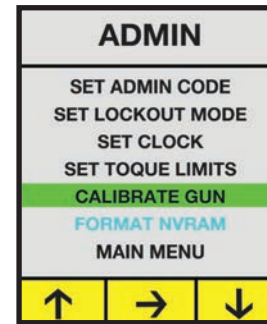 ADMIN
SET ADMIN CODE
SET LOCKOUT MODE
SET CLOCK
SET TOQUE LIMITS
CALIBRATE GUN
FORMAT NVRAM
MAIN MENU
↑ → ↓